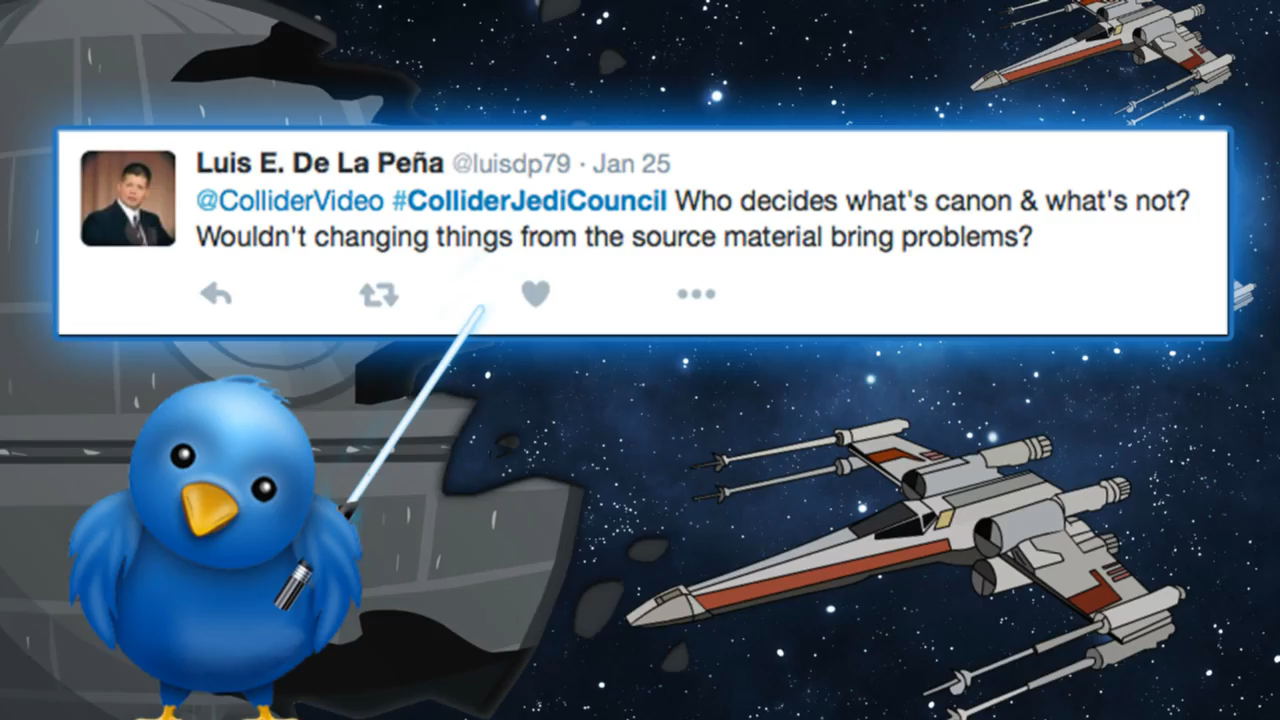 Luis E. De La Peña @luisdp79 · Jan 25
@ColliderVideo #ColliderJediCouncil Who decides what's canon & what's not?
Wouldn't changing things from the source material bring problems?